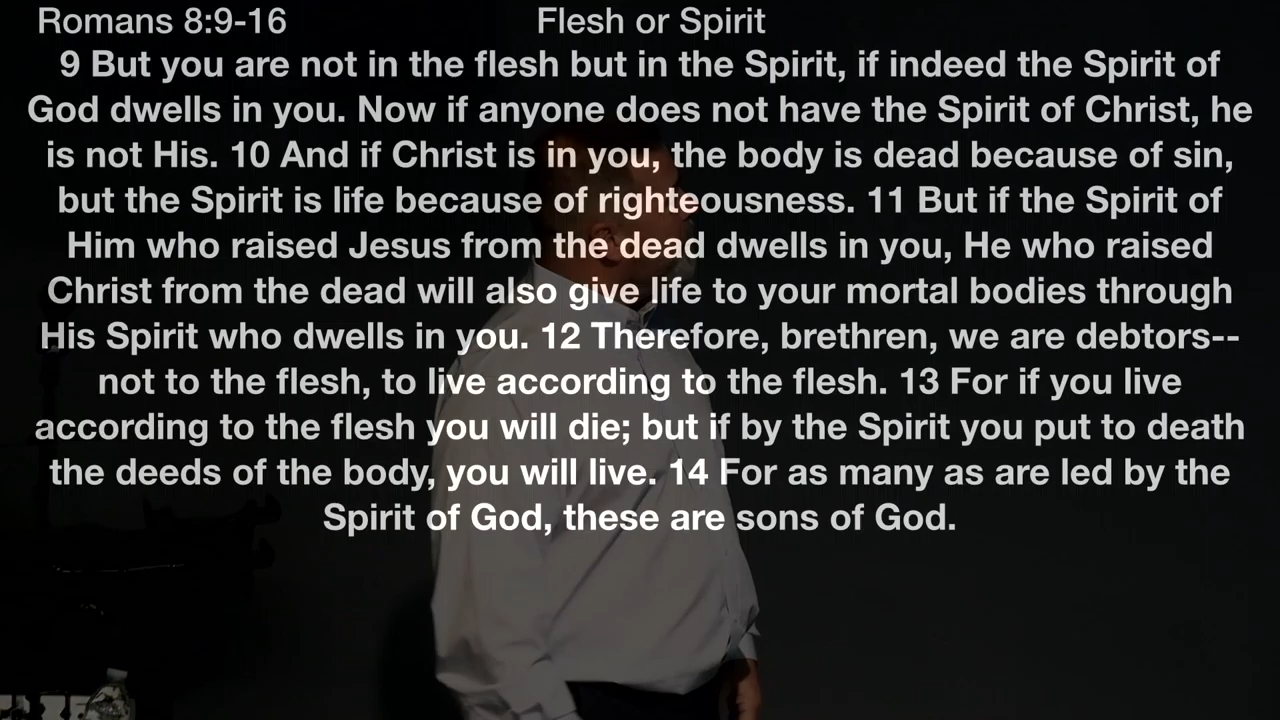 Romans 8:9-16 Flesh or Spirit
9 But you are not in the flesh but in the Spirit, if indeed the Spirit of
God dwells in you. Now if anyone does not have the Spirit of Christ, he
is not His. 10 And if Christ is in you, the body is dead because of sin,
but the Spirit is life because of righteousness. 11 But if the Spirit of
Him who raised Jesus from the dead dwells in you, He who raised
Christ from the dead will also give life to your mortal bodies through
His Spirit who dwells in you. 12 Therefore, brethren, we are debtors--
not to the flesh, to live according to the flesh. 13 For if you live
according to the flesh you will die; but if by the Spirit you put to death
the deeds of the body, you will live. 14 For as many as are led by the
Spirit of God, these are sons of God.